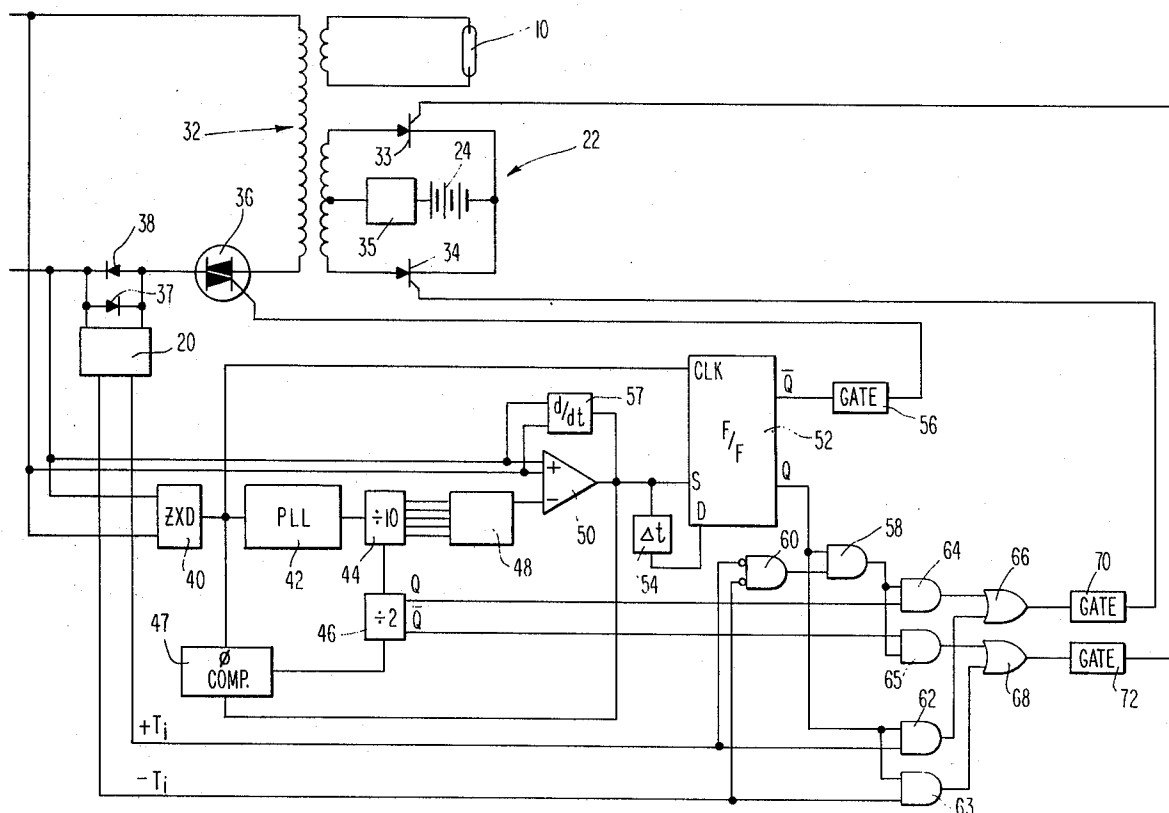 10
32
33
22
24
35
36
34
38
37
20
CLK
Q̅
GATE
56
d/dt
57
F/F
52
+
−
50
S
D
Q
ZXD
40
PLL
42
÷10
44
48
Δt
54
60
58
64
66
70
GATE
Q
Q̅
÷2
46
47
Ø
COMP.
65
68
GATE
72
62
+Ti
−Ti
63